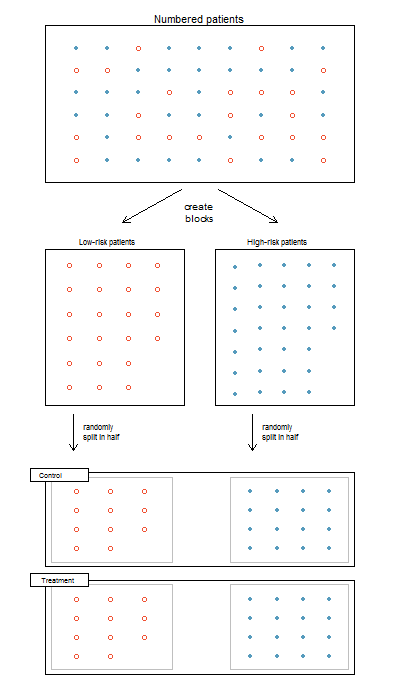 Numbered patients
create
blocks
Low-risk patients
High-risk patients
randomly
split in half
randomly
split in half
Control
Treatment